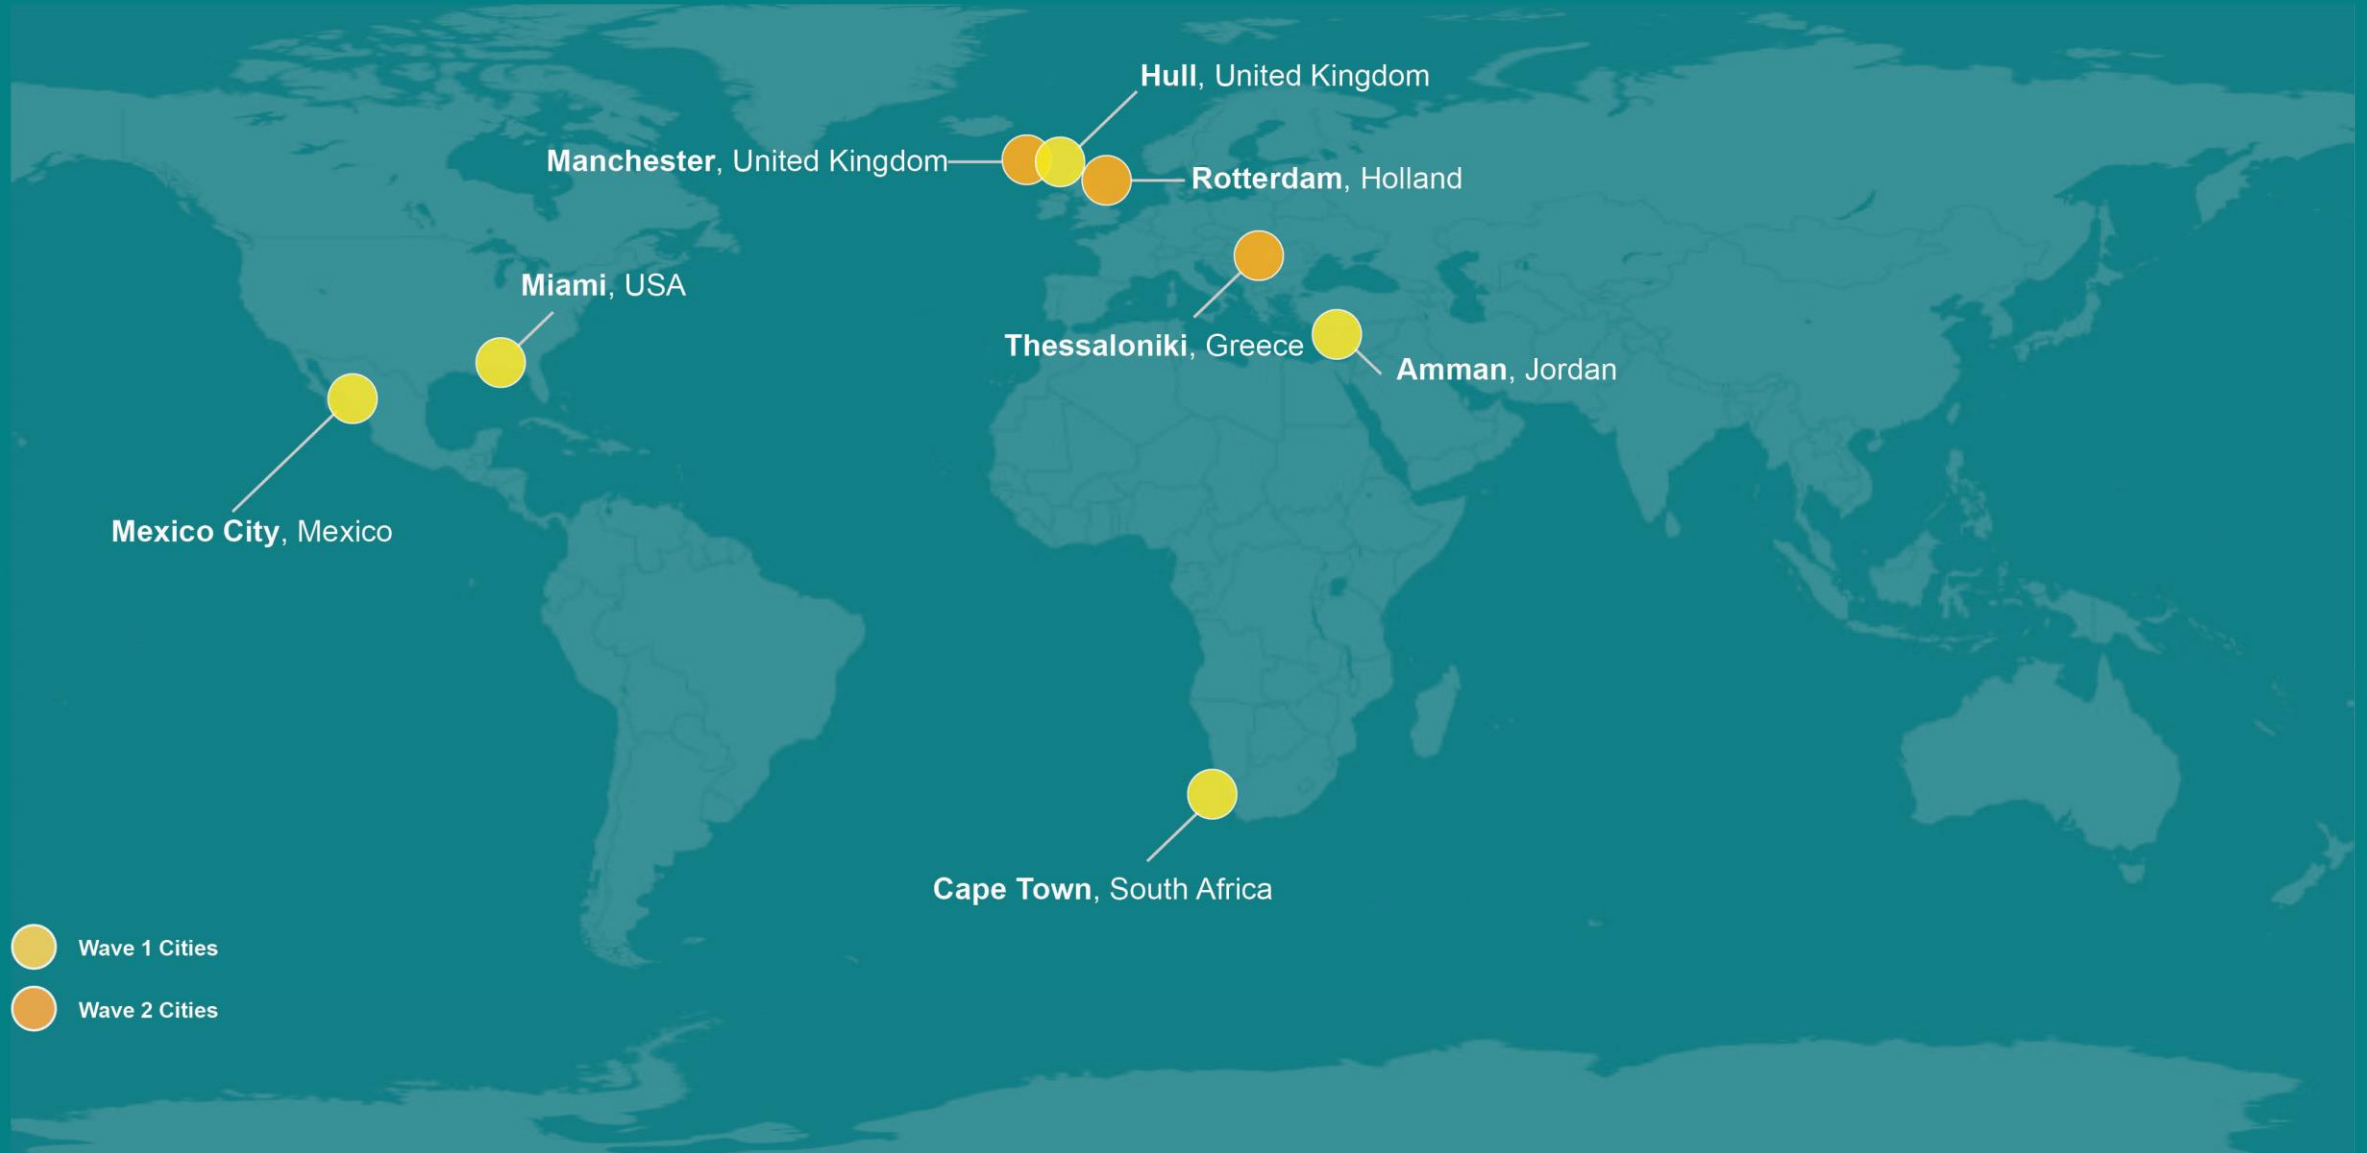 Hull, United Kingdom
Manchester, United Kingdom
Rotterdam, Holland
Miami, USA
Thessaloniki, Greece
Amman, Jordan
Mexico City, Mexico
Cape Town, South Africa
Wave 1 Cities
Wave 2 Cities